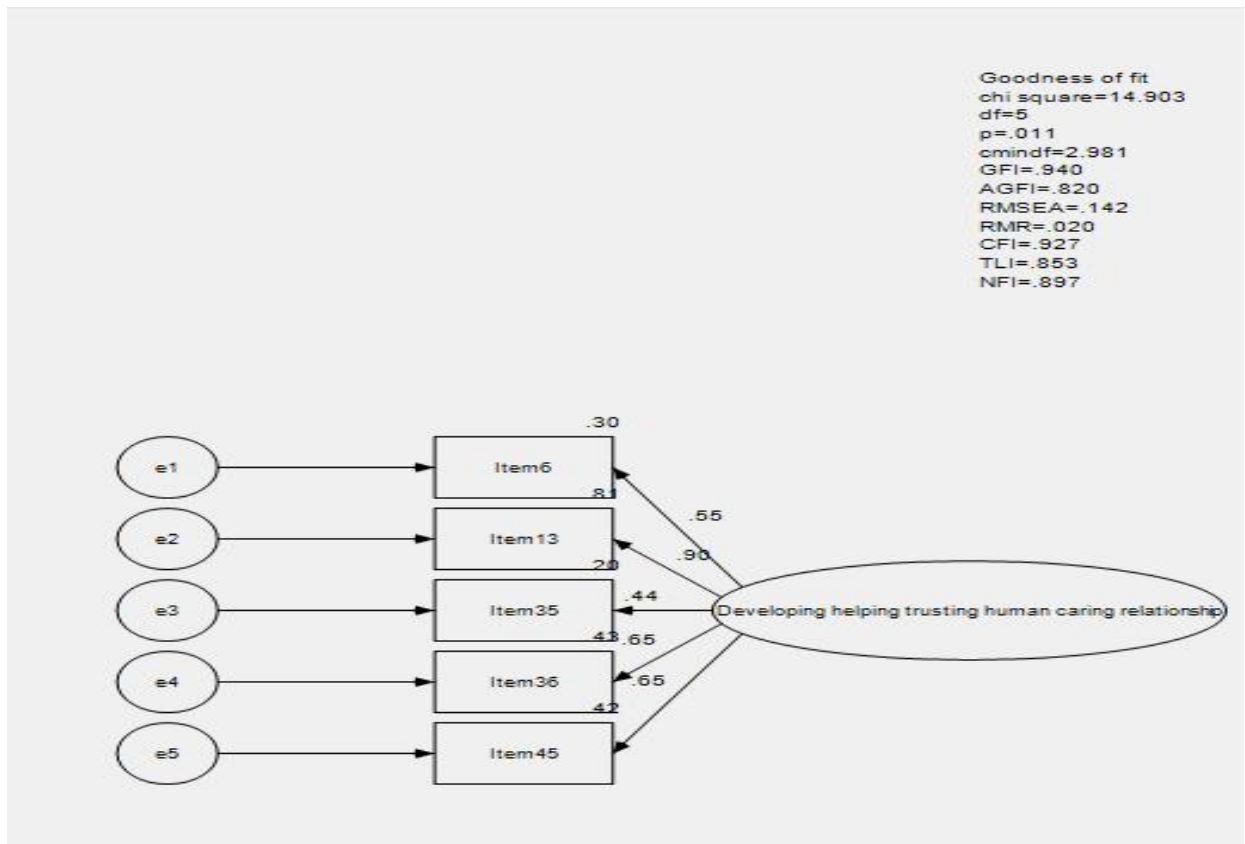 Goodness of fit
chi square=14.903
df=5
p=.011
cmindf=2.981
GFI=.940
AGFI=.820
RMSEA=.142
RMR=.020
CFI=.927
TLI=.853
NFI=.897
.30
e1
Item6
.81
.55
e2
Item13
.90
.20
e3
Item35
.44
Developing helping trusting human caring relationship
.43
.65
e4
Item36
.65
.42
e5
Item45